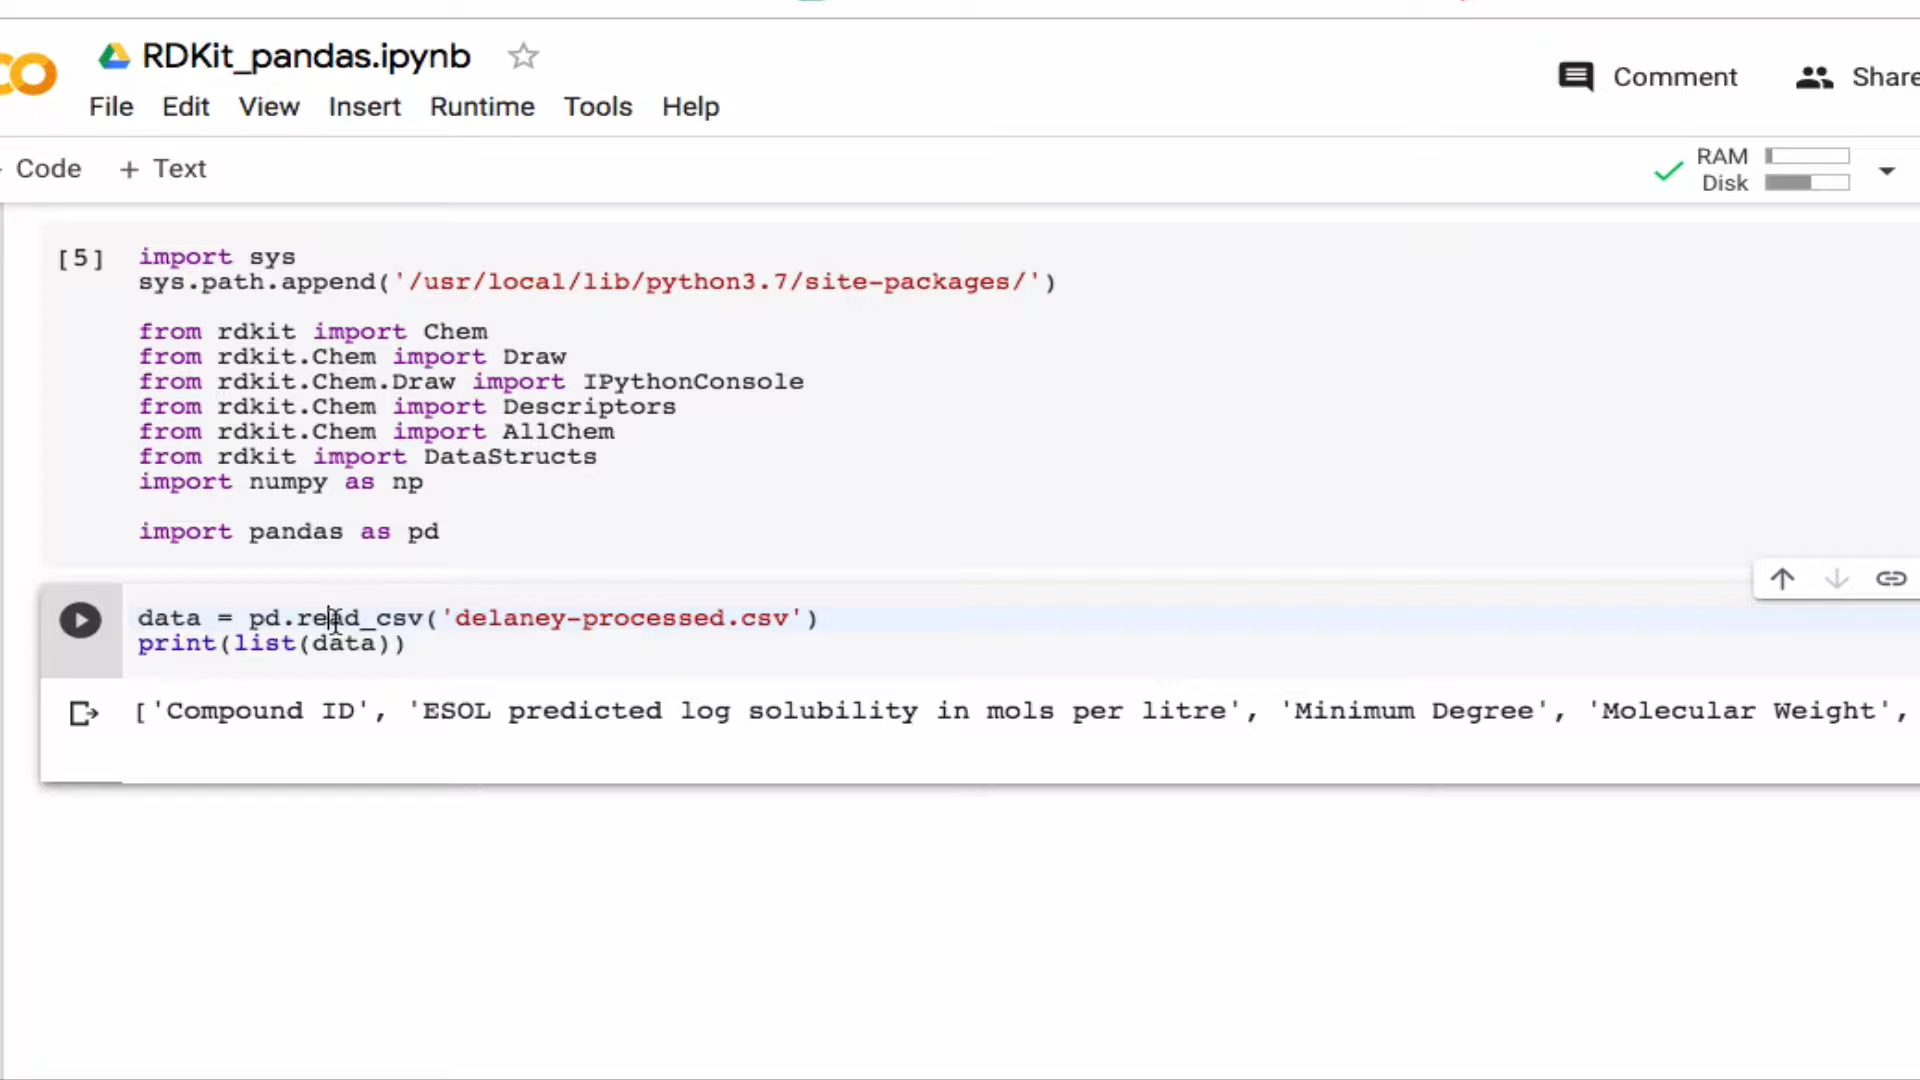 RDKit_pandas.ipynb
File Edit View Insert Runtime Tools Help
Comment Share
Code + Text
RAM
Disk
[5] import sys
sys.path.append('/usr/local/lib/python3.7/site-packages/')
from rdkit import Chem
from rdkit.Chem import Draw
from rdkit.Chem.Draw import IPythonConsole
from rdkit.Chem import Descriptors
from rdkit.Chem import AllChem
from rdkit import DataStructs
import numpy as np
import pandas as pd
data = pd.read_csv('delaney-processed.csv')
print(list(data))
['Compound ID', 'ESOL predicted log solubility in mols per litre', 'Minimum Degree', 'Molecular Weight',